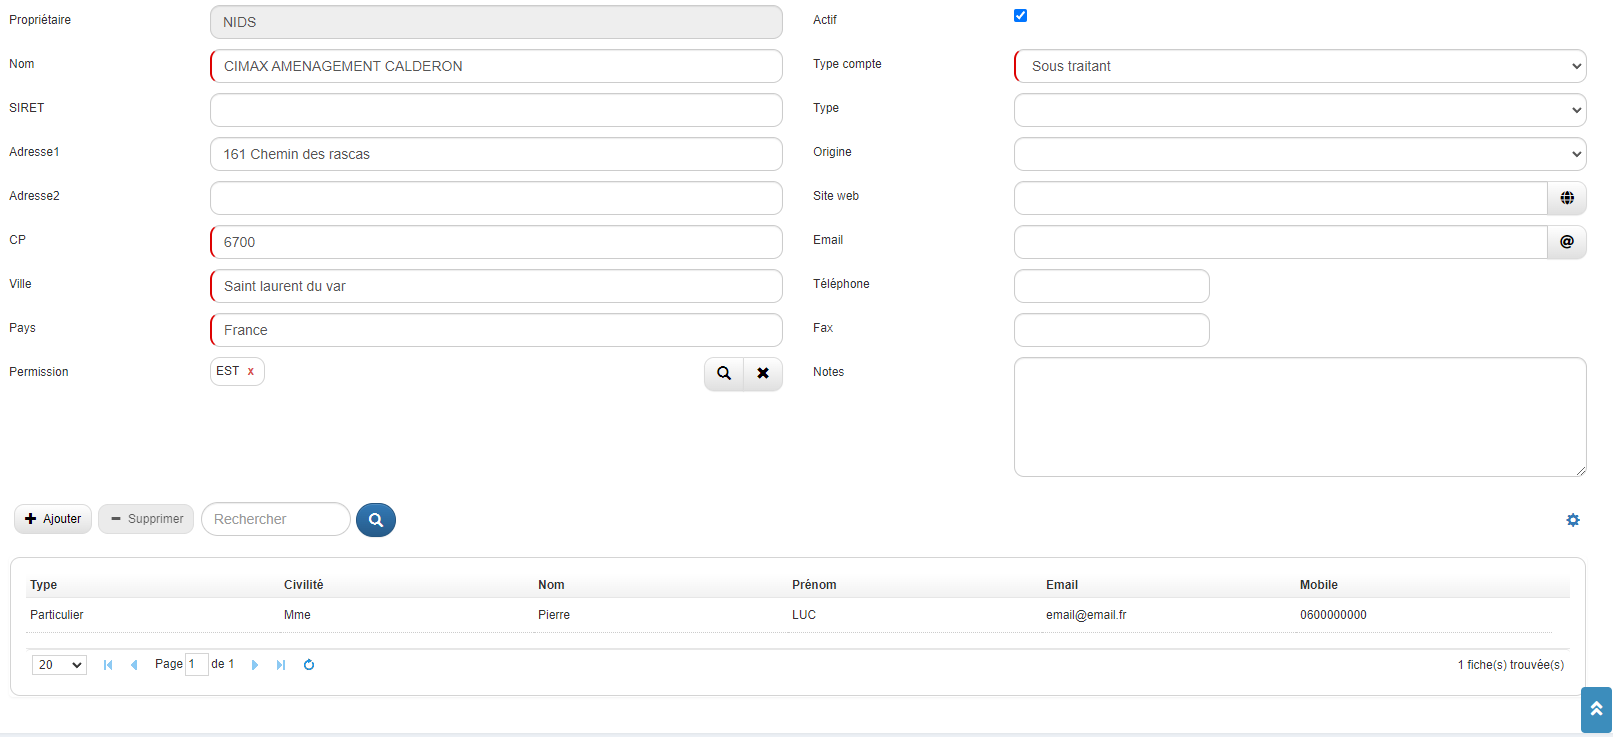 Propriétaire
NIDS
Nom
CIMAX AMENAGEMENT CALDERON
SIRET
Adresse1
161 Chemin des rascas
Adresse2
CP
6700
Ville
Saint laurent du var
Pays
France
Permission
EST x
Actif
Type compte
Sous traitant
Type
Origine
Site web
Email
@
Téléphone
Fax
Notes
Ajouter
Supprimer
Rechercher
Type Civilité Nom Prénom Email Mobile
Particulier Mme Pierre LUC email@email.fr 0600000000
20 Page 1 de 1 1 fiche(s) trouvée(s)